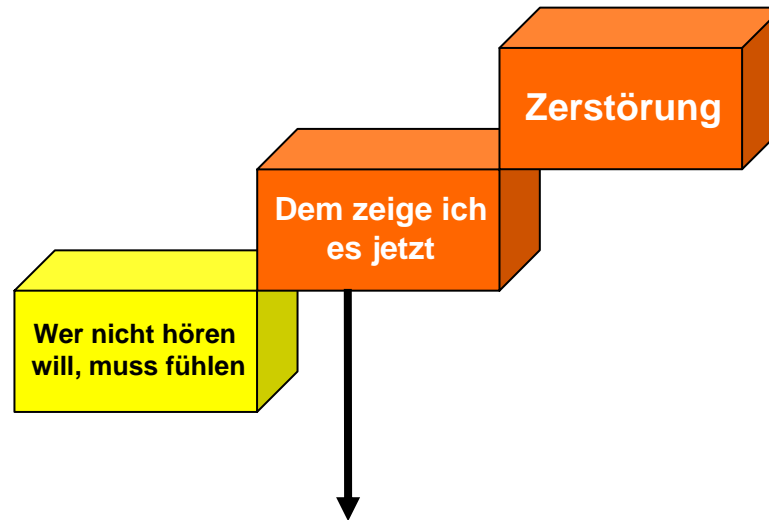 Zerstörung
Dem zeige ich
es jetzt
Wer nicht hören
will, muss fühlen